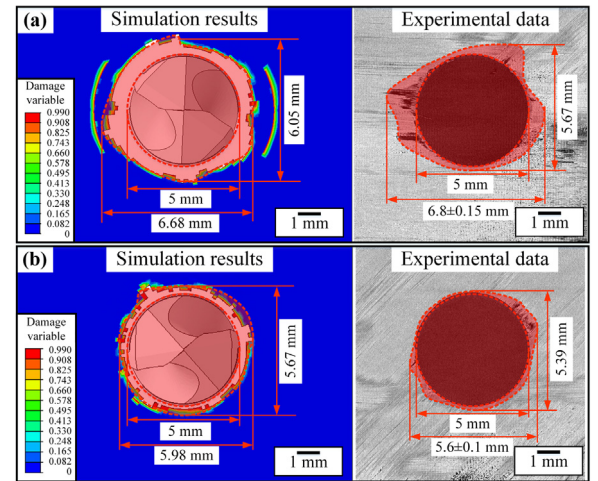 (a)
Simulation results
Experimental data
Damage
variable
0.990
0.908
0.825
0.743
0.660
0.578
0.495
0.413
0.330
0.248
0.165
0.082
0
6.05 mm
5 mm
6.68 mm
1 mm
5.67 mm
5 mm
6.8±0.15 mm
1 mm
(b)
Simulation results
Experimental data
Damage
variable
0.990
0.908
0.825
0.743
0.660
0.578
0.495
0.413
0.330
0.248
0.165
0.082
0
5.67 mm
5 mm
5.98 mm
1 mm
5.39 mm
5 mm
5.6±0.1 mm
1 mm